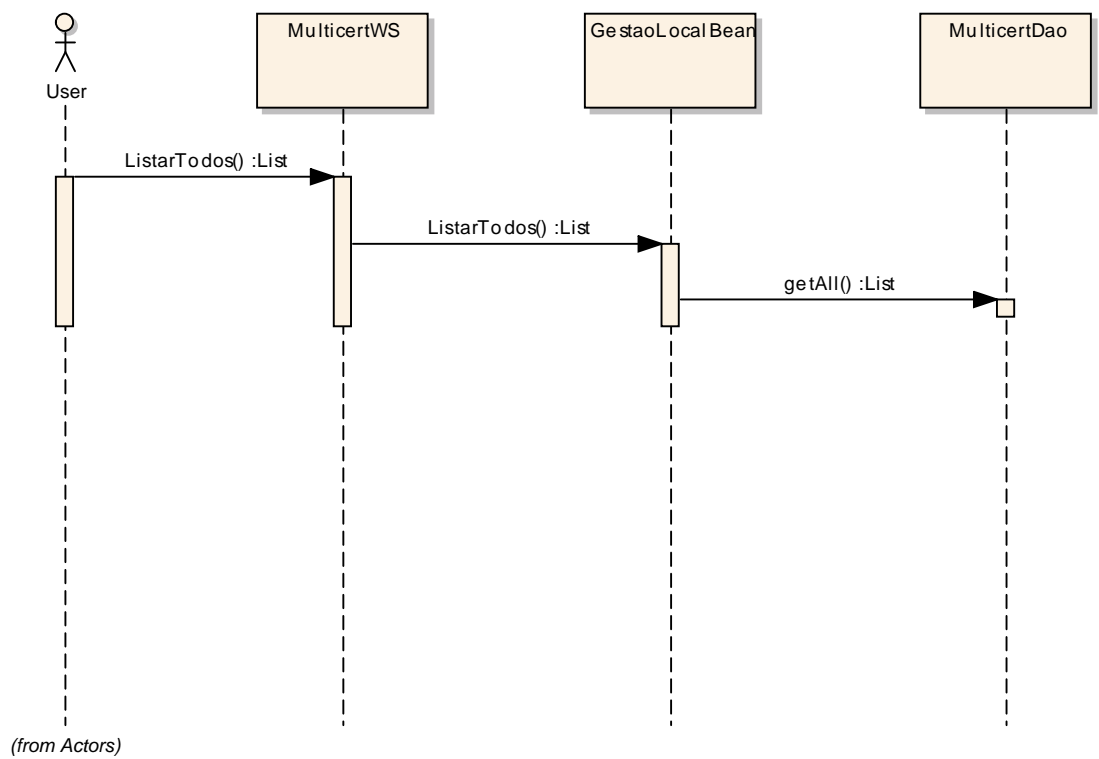 MulticertWS
GestaoLocalBean
MulticertDao
User
ListarTodos() :List
ListarTodos() :List
getAll() :List
(from Actors)